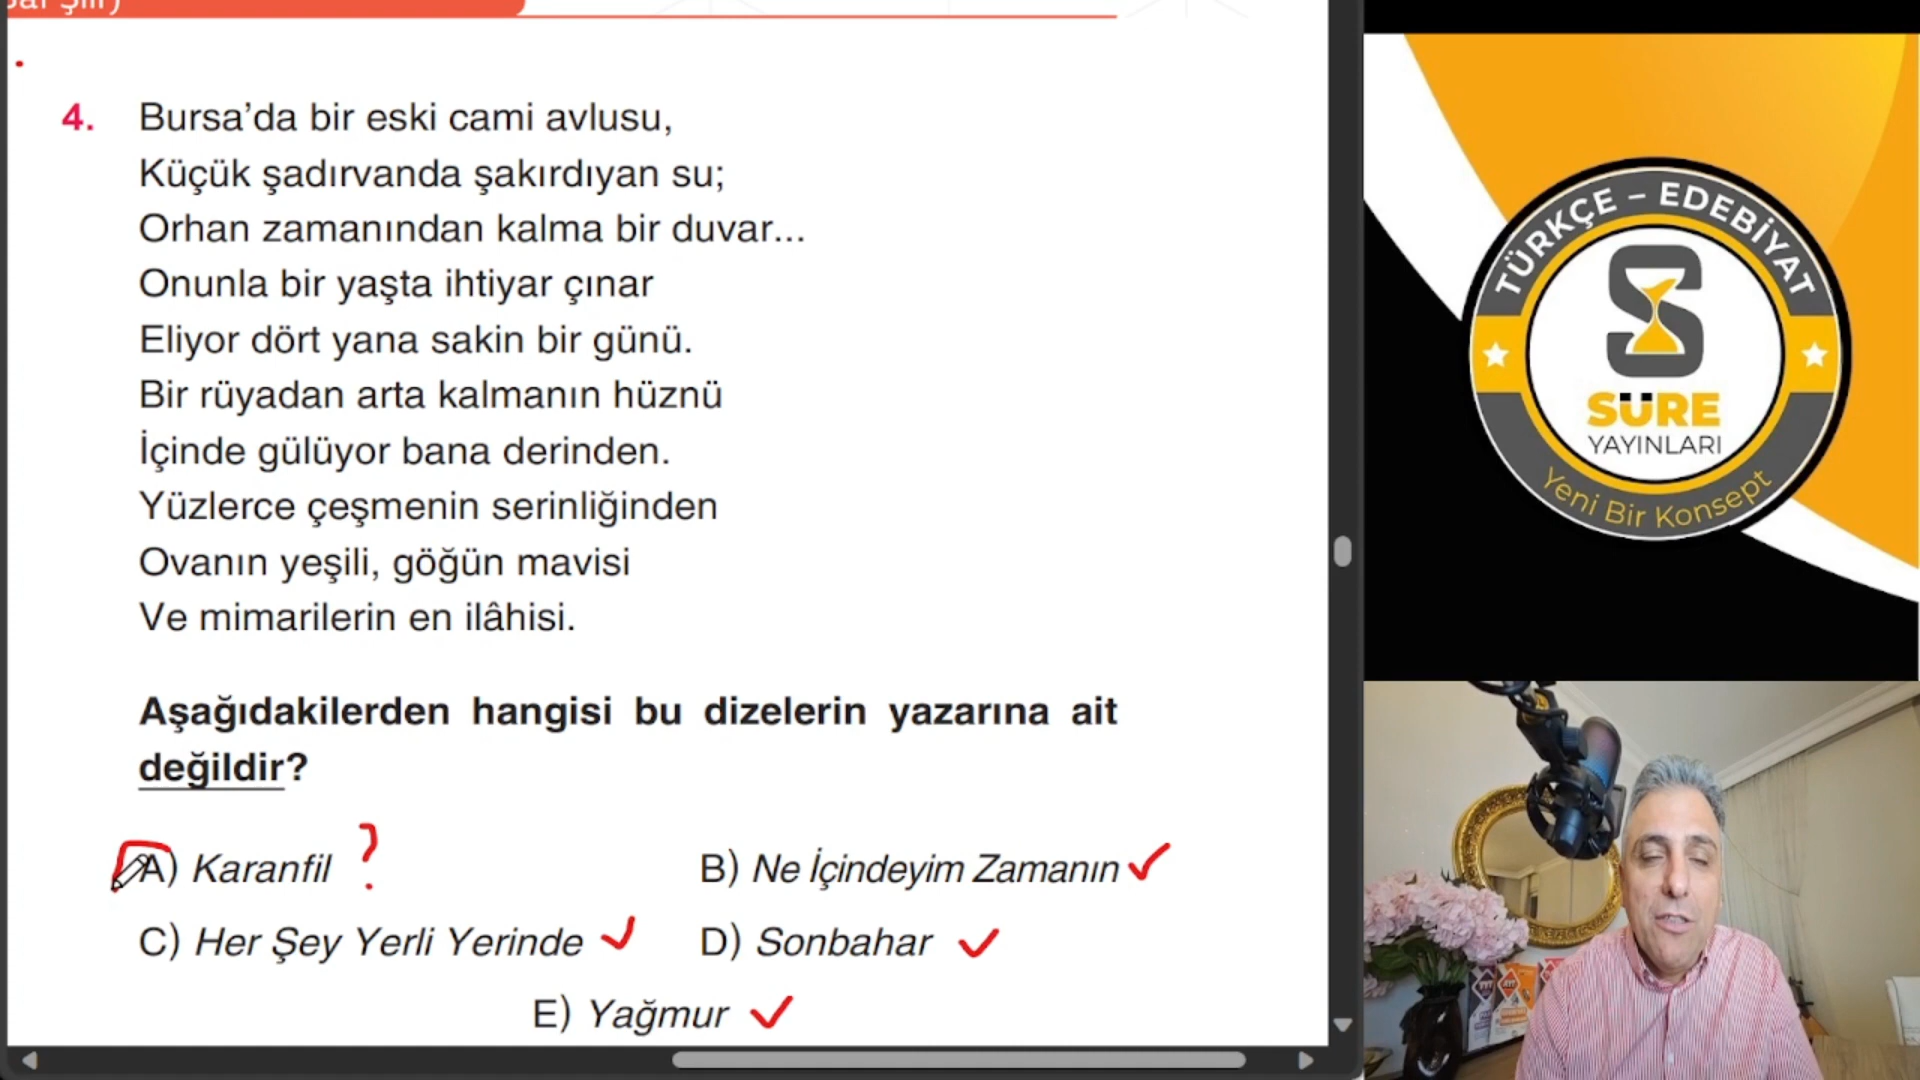 4. Bursa’da bir eski cami avlusu,
Küçük şadırvanda şakırdıyan su;
Orhan zamanından kalma bir duvar...
Onunla bir yaşta ihtiyar çınar
Eliyor dört yana sakin bir günü.
Bir rüyadan arta kalmanın hüznü
İçinde gülüyor bana derinden.
Yüzlerce çeşmenin serinliğinden
Ovanın yeşili, göğün mavisi
Ve mimarilerin en ilâhisi.
Aşağıdakilerden hangisi bu dizelerin yazarına ait
değildir?
A) Karanfil ?
B) Ne İçindeyim Zamanın
C) Her Şey Yerli Yerinde
D) Sonbahar
E) Yağmur
TÜRKÇE – EDEBİYAT
SÜRE
YAYINLARI
Yeni Bir Konsept